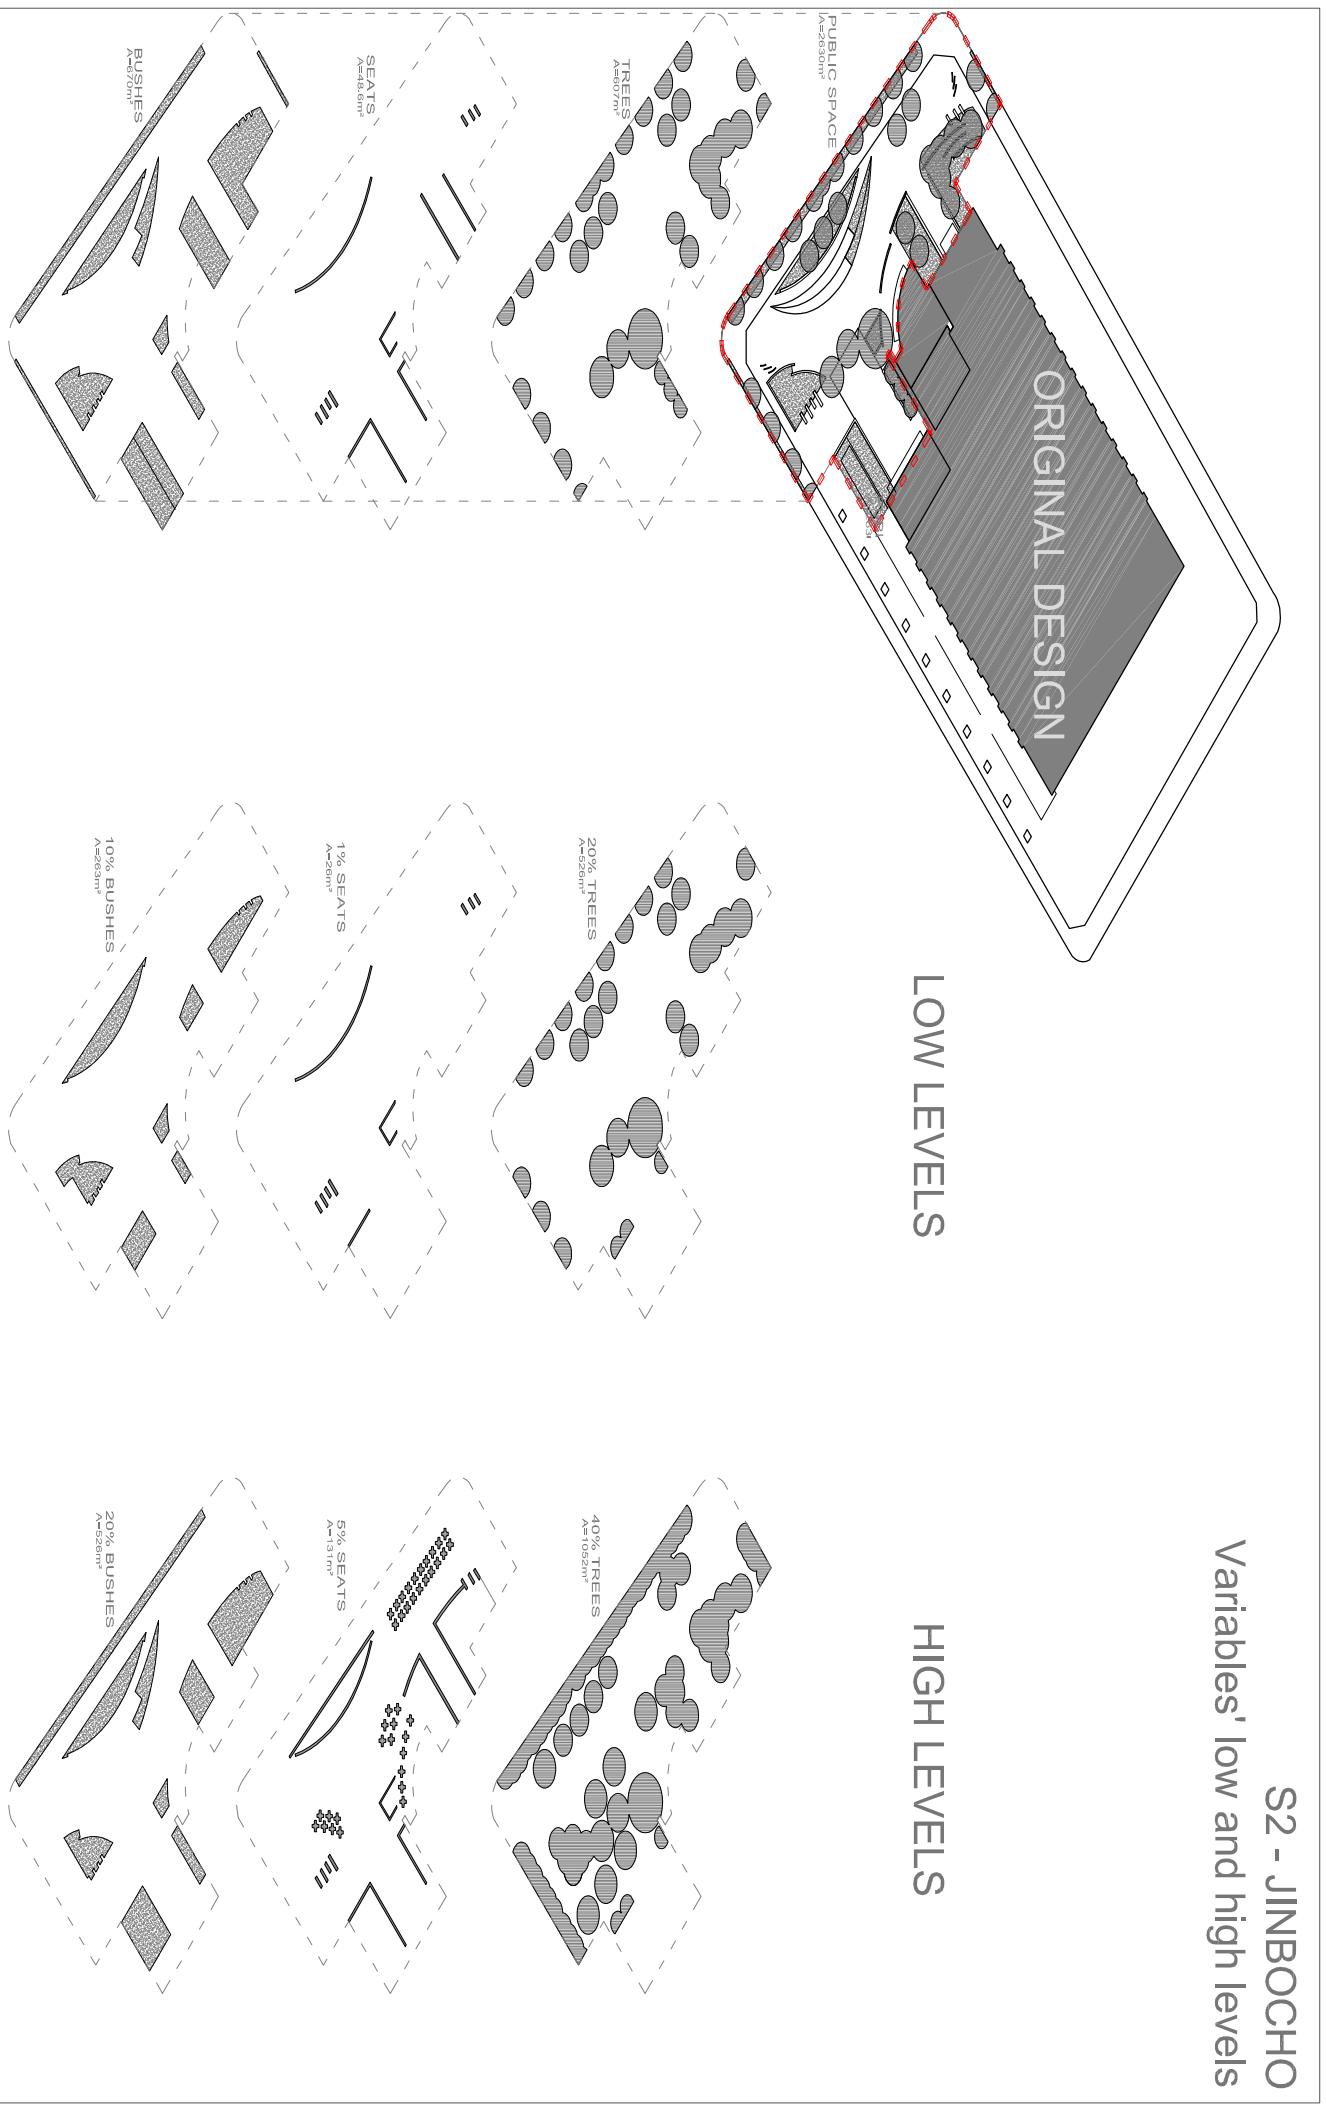 S2 - JINBOCHO
Variables' low and high levels
ORIGINAL DESIGN
LOW LEVELS
HIGH LEVELS
PUBLIC SPACE
A=2630m²
TREES
A=607m²
20% TREES
A=526m²
40% TREES
A=1052m²
SEATS
A=48.6m²
1% SEATS
A=26m²
5% SEATS
A=131m²
BUSHES
A=670m²
10% BUSHES
A=263m²
20% BUSHES
A=526m²